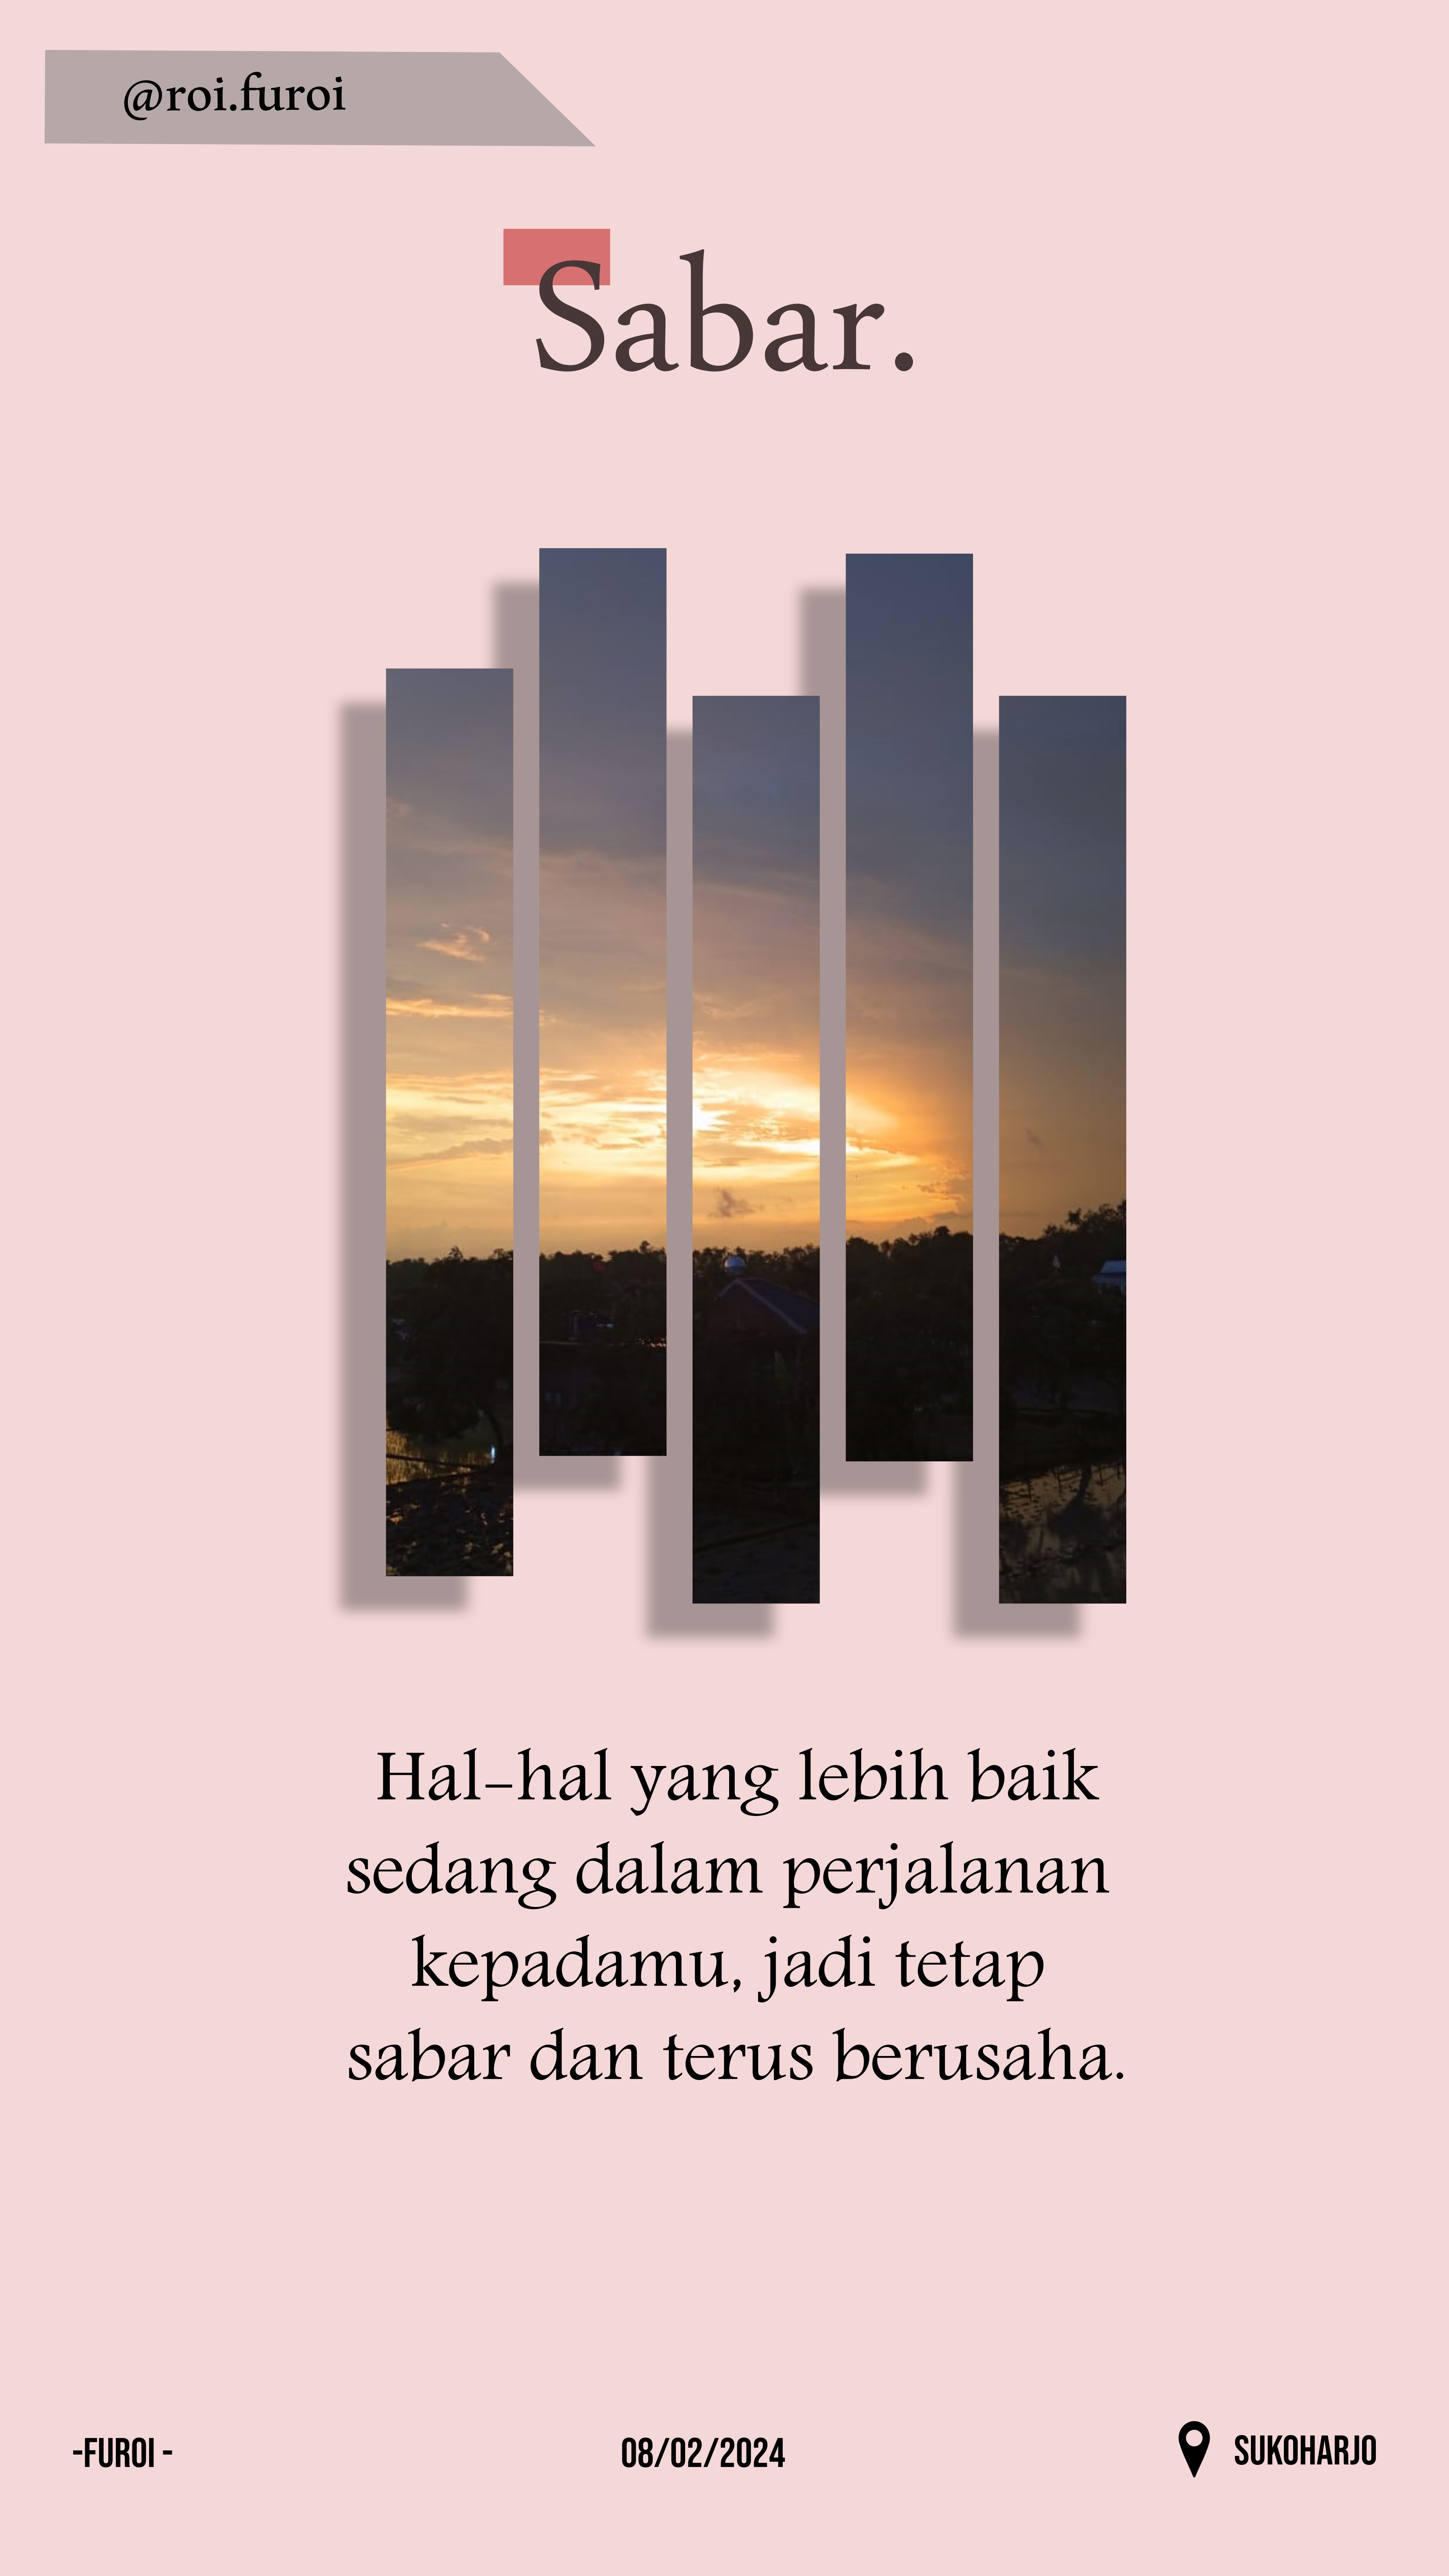 @roi.furoi
Sabar.
Hal-hal yang lebih baik
sedang dalam perjalanan
kepadamu, jadi tetap
sabar dan terus berusaha.
-FUROI -
08/02/2024
SUKOHARJO